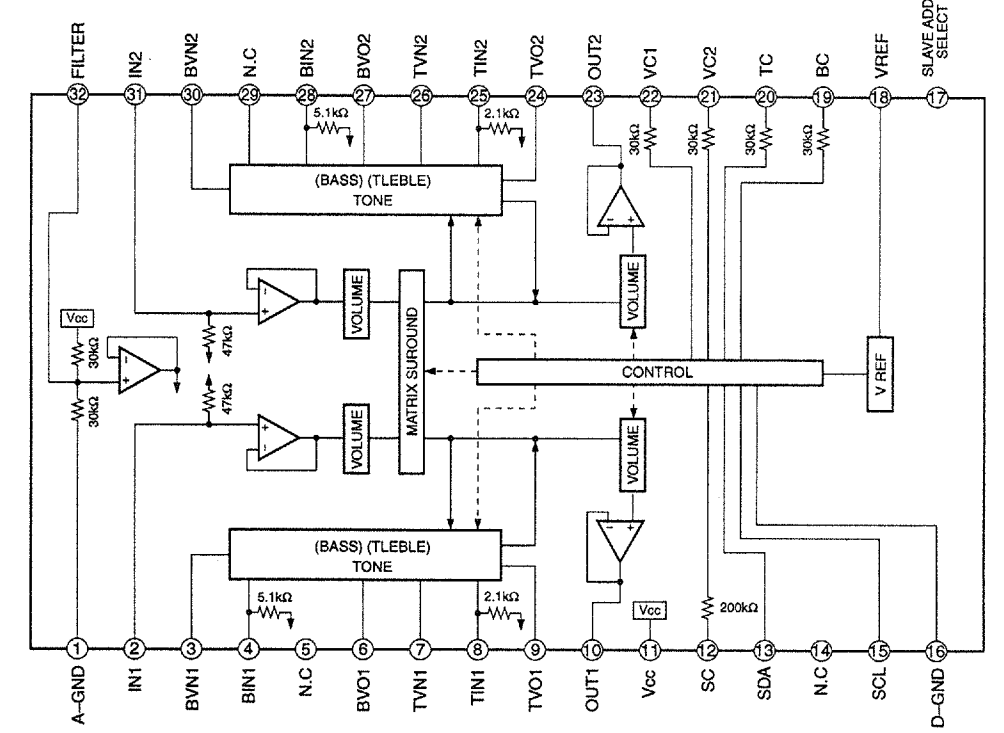 FILTER
IN2
BVN2
N.C
BIN2
BVO2
TVN2
TIN2
TVO2
OUT2
VC1
VC2
TC
BC
VREF
SLAVE ADD
SELECT
32
31
30
29
28
27
26
25
24
23
22
21
20
19
18
17
5.1kΩ
2.1kΩ
30kΩ
30kΩ
30kΩ
30kΩ
(BASS) (TLEBLE)
TONE
VOLUME
VOLUME
Vcc
30kΩ
30kΩ
47kΩ
47kΩ
MATRIX SUROUND
CONTROL
V REF
VOLUME
VOLUME
(BASS) (TLEBLE)
TONE
5.1kΩ
2.1kΩ
Vcc
200kΩ
1
2
3
4
5
6
7
8
9
10
11
12
13
14
15
16
A-GND
IN1
BVN1
BIN1
N.C
BVO1
TVN1
TIN1
TVO1
OUT1
Vcc
SC
SDA
N.C
SCL
D-GND